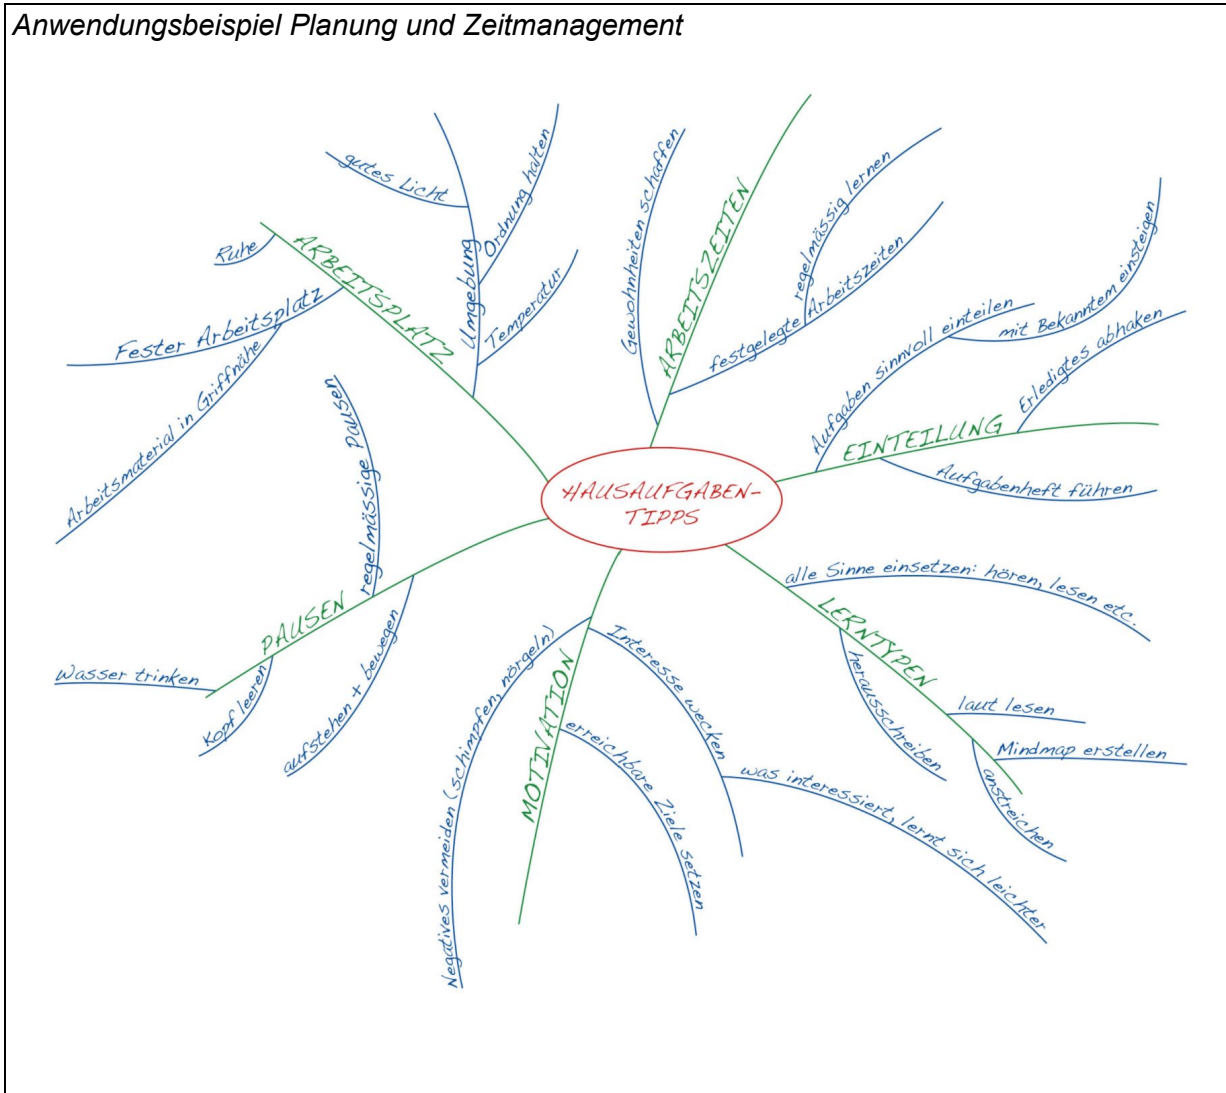 Anwendungsbeispiel Planung und Zeitmanagement
HAUSAUFGABEN-
TIPPS
ARBEITSPLATZ
Ruhe
Fester Arbeitsplatz
Arbeitsmaterial in Griffnähe
Umgebung
gutes Licht
Ordnung halten
Temperatur
ARBEITSZEITEN
Gewohnheiten schaffen
festgelegte Arbeitszeiten
regelmässig lernen
EINTEILUNG
Aufgaben sinnvoll einteilen
mit Bekanntem einsteigen
Erledigtes abhaken
Aufgabenheft führen
LERNTYPEN
alle Sinne einsetzen: hören, lesen etc.
herausschreiben
laut lesen
Mindmap erstellen
anstreichen
MOTIVATION
Interesse wecken
was interessiert, lernt sich leichter
erreichbare Ziele setzen
Negatives vermeiden (schimpfen, nörgeln)
PAUSEN
regelmässige Pausen
aufstehen + bewegen
Kopf leeren
Wasser trinken